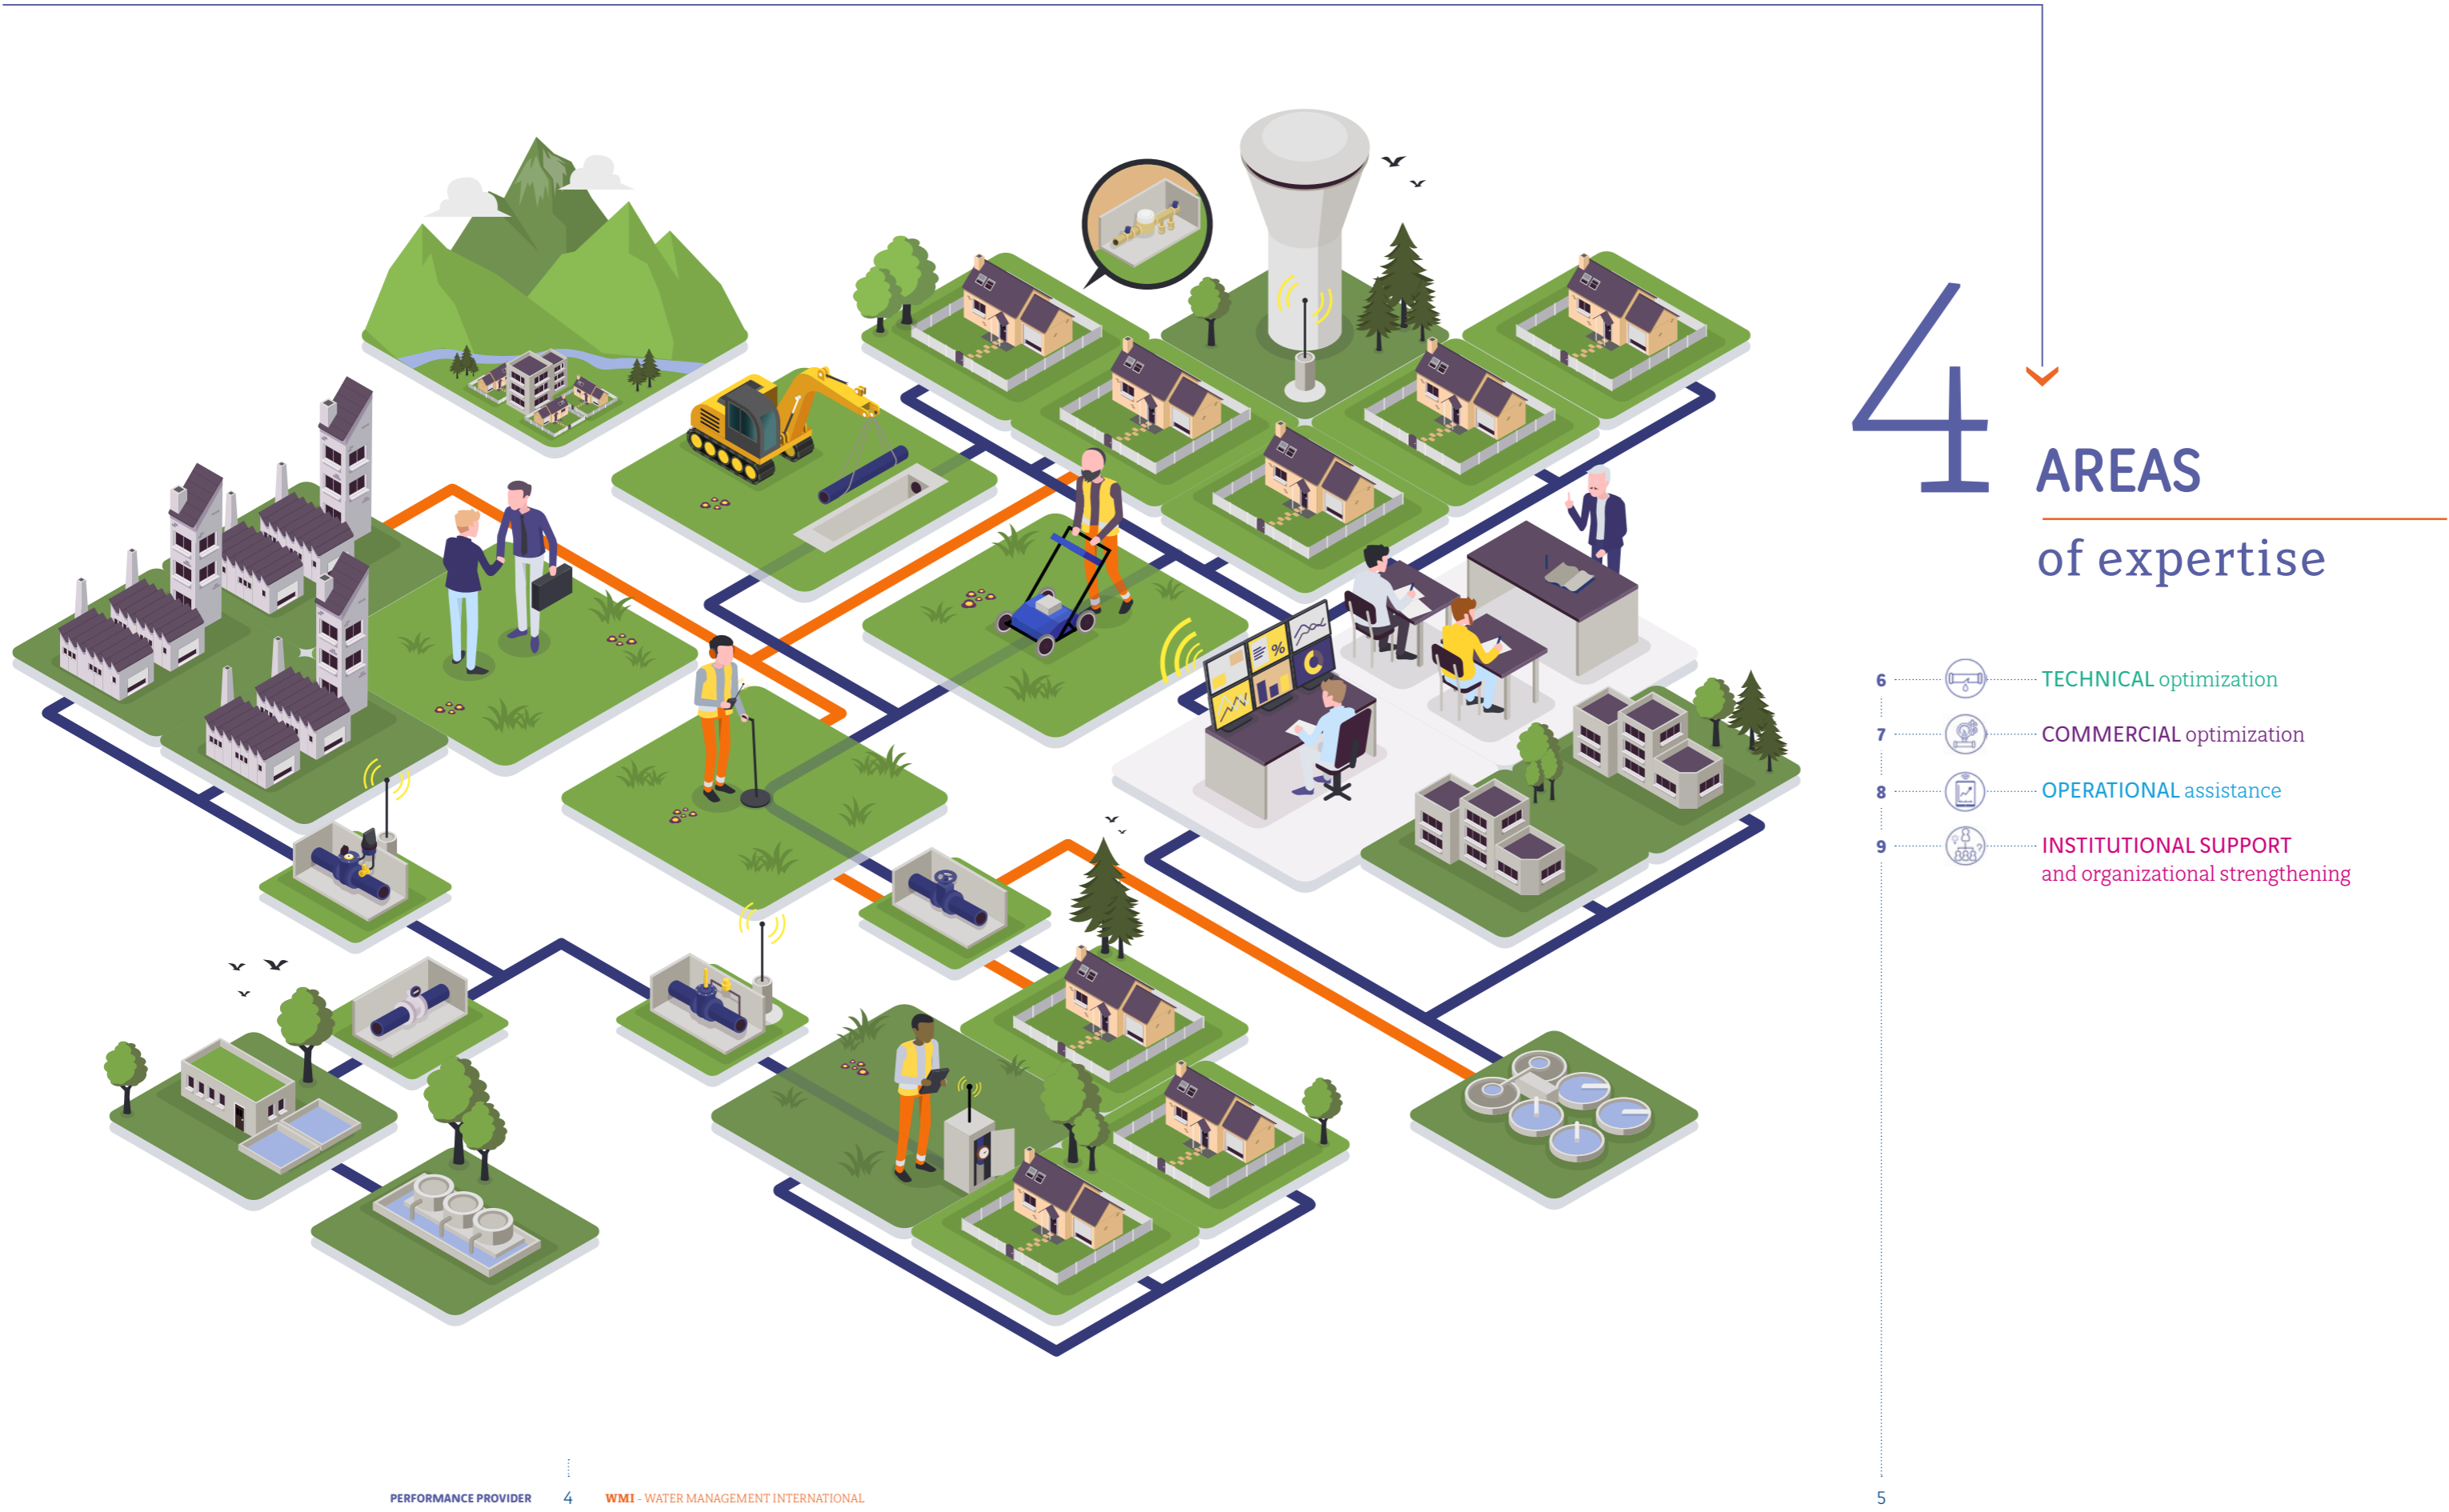 4
AREAS
of expertise
6 TECHNICAL optimization
7 COMMERCIAL optimization
8 OPERATIONAL assistance
9 INSTITUTIONAL SUPPORT
and organizational strengthening
%
?
PERFORMANCE PROVIDER 4 WMI - WATER MANAGEMENT INTERNATIONAL
5